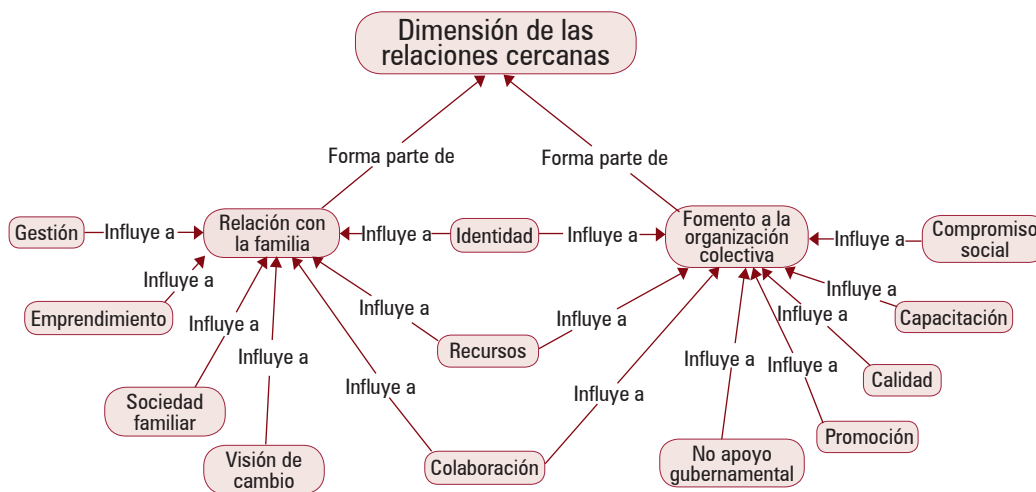 Dimensión de las
relaciones cercanas
Forma parte de
Forma parte de
Gestión
Influye a
Relación con
la familia
Influye a
Identidad
Influye a
Fomento a la
organización
colectiva
Influye a
Compromiso
social
Influye a
Emprendimiento
Influye a
Influye a
Influye a
Recursos
Influye a
Influye a
Capacitación
Influye a
Influye a
Influye a
Calidad
Sociedad
familiar
Influye a
Influye a
Promoción
Visión de
cambio
Colaboración
No apoyo
gubernamental